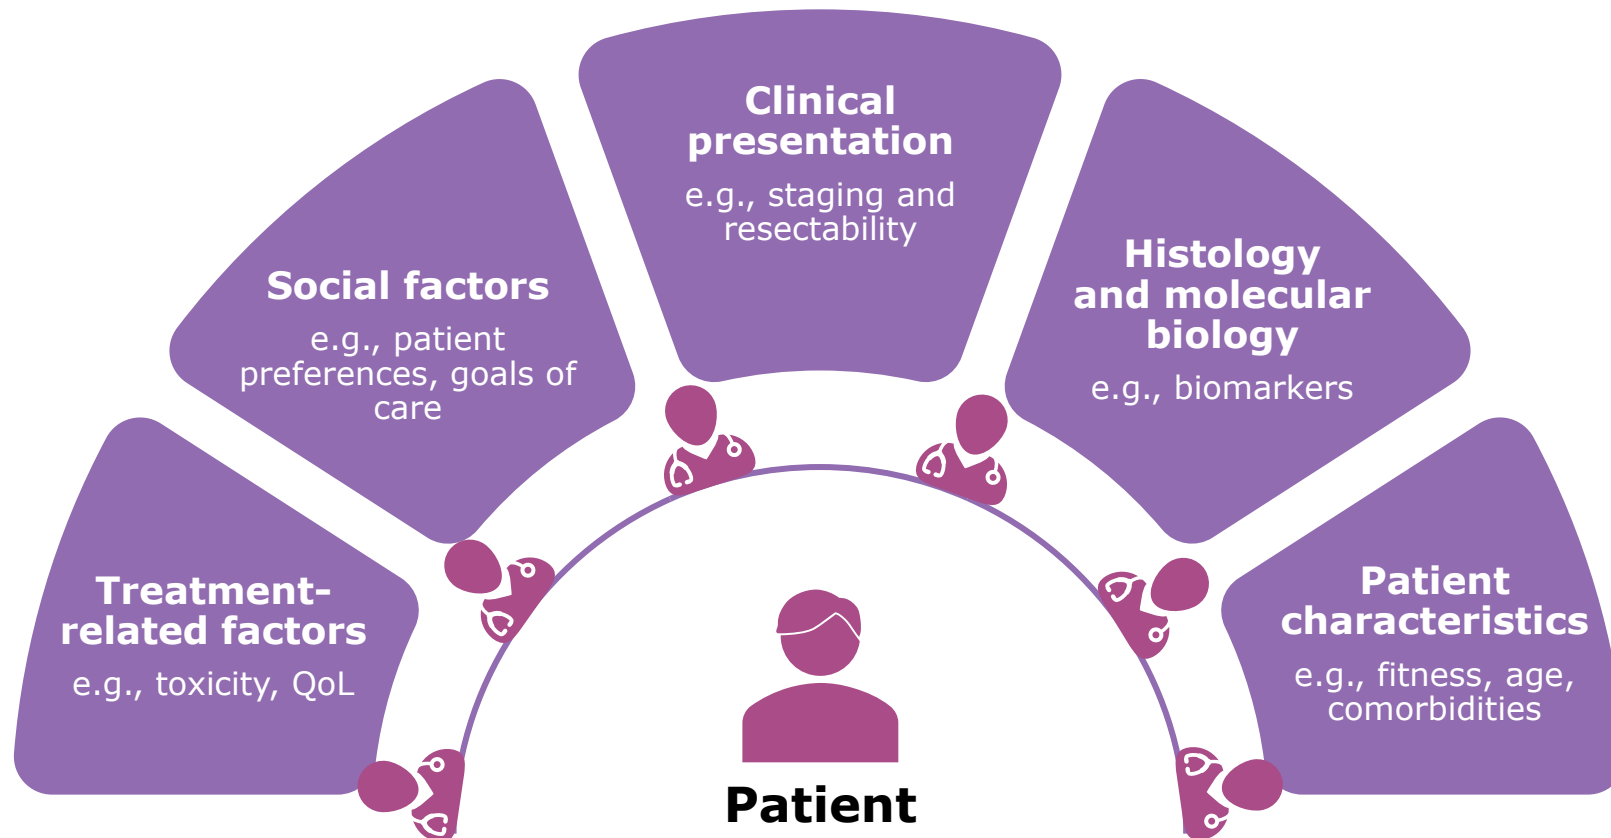 Clinical
presentation
e.g., staging and
resectability
Social factors
e.g., patient
preferences, goals of
care
Histology
and molecular
biology
e.g., biomarkers
Treatment-
related factors
e.g., toxicity, QoL
Patient
characteristics
e.g., fitness, age,
comorbidities
Patient